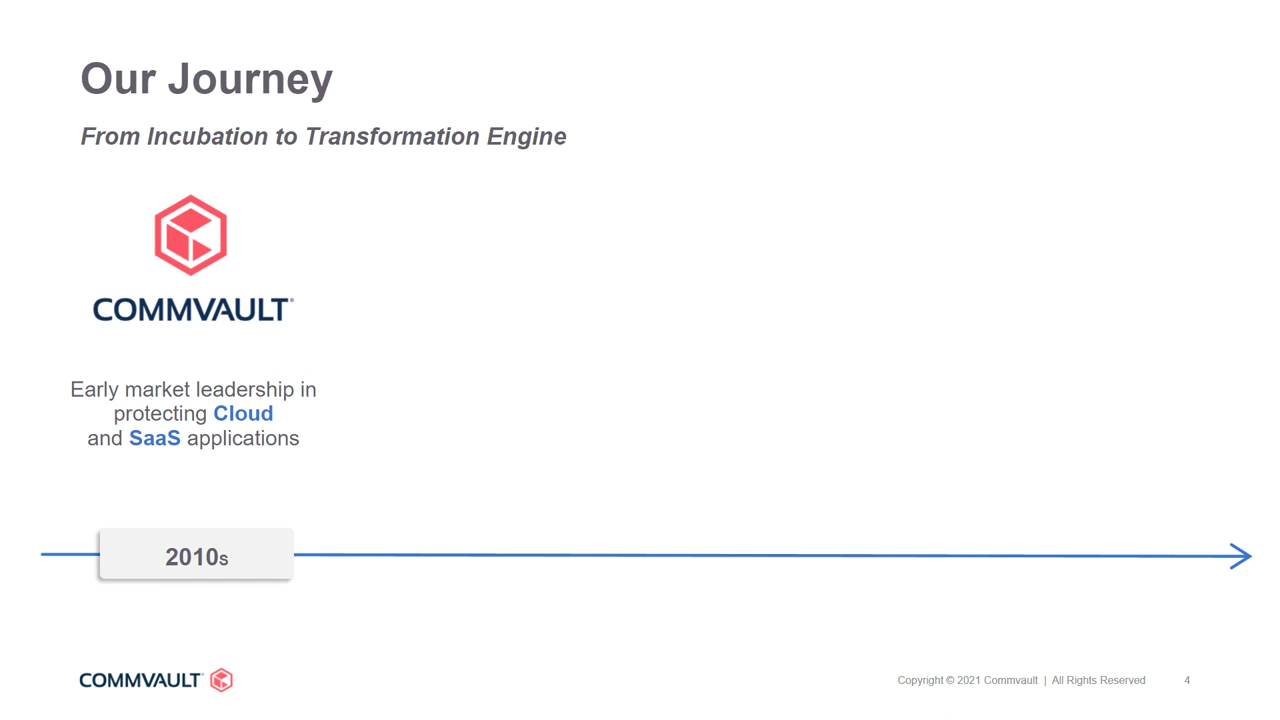 Our Journey
From Incubation to Transformation Engine
COMMVAULT
Early market leadership in
protecting Cloud
and SaaS applications
2010s
COMMVAULT
Copyright © 2021 Commvault | All Rights Reserved
4